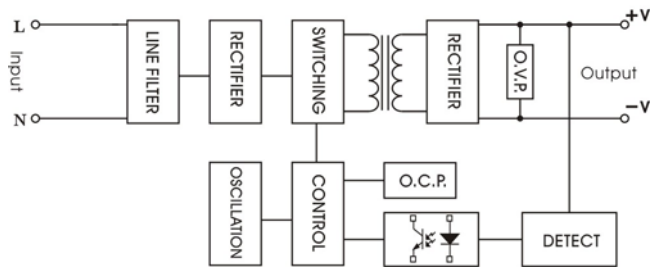 L
Input
N
LINE FILTER
RECTIFIER
SWITCHING
RECTIFIER
O.V.P.
+V
Output
−V
OSCILLATION
CONTROL
O.C.P.
DETECT